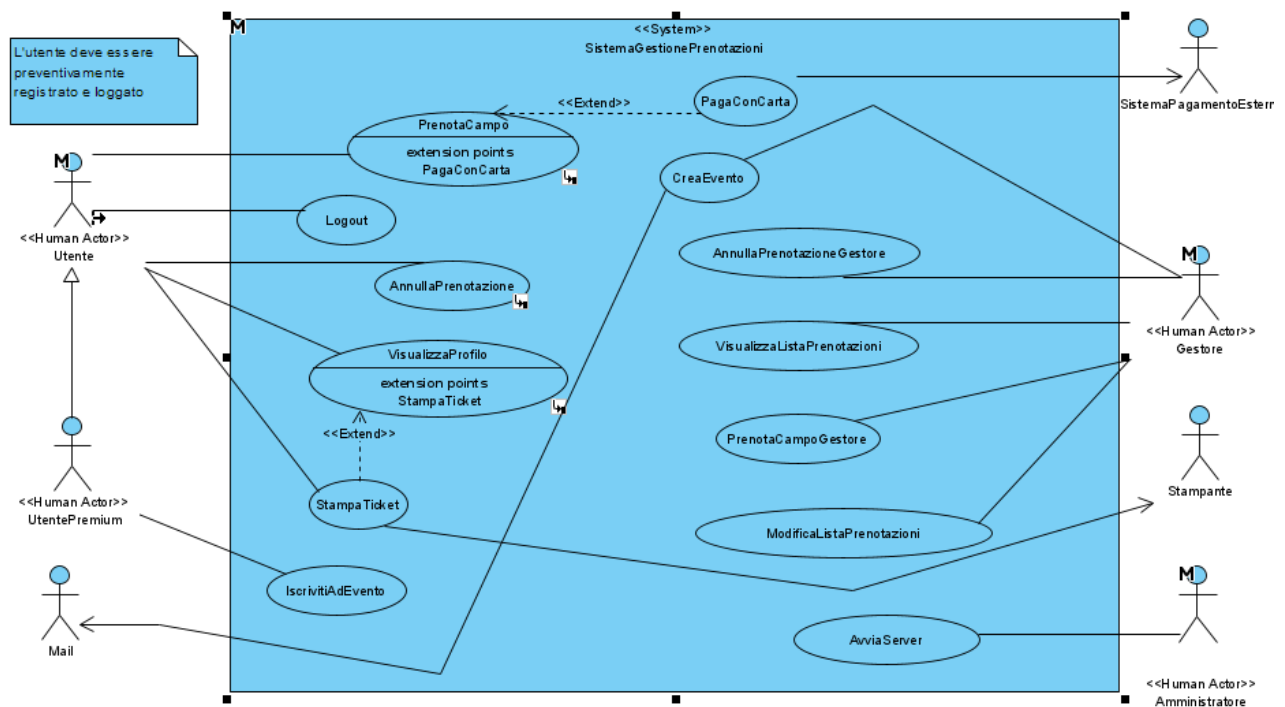 M
<<System>>
SistemaGestionePrenotazioni
L'utente deve essere
preventivamente
registrato e loggato
PagaConCarta
SistemaPagamentoEstern
<<Extend>>
PrenotaCampo
extension points
PagaConCarta
M
CreaEvento
Logout
<<Human Actor>>
Utente
AnnullaPrenotazioneGestore
M
AnnullaPrenotazione
<<Human Actor>>
Gestore
VisualizzaListaPrenotazioni
VisualizzaProfilo
extension points
StampaTicket
<<Extend>>
PrenotaCampoGestore
<<Human Actor>>
UtentePremium
StampaTicket
Stampante
ModificaListaPrenotazioni
IscrivitiAdEvento
M
Mail
AvviaServer
<<Human Actor>>
Amministratore